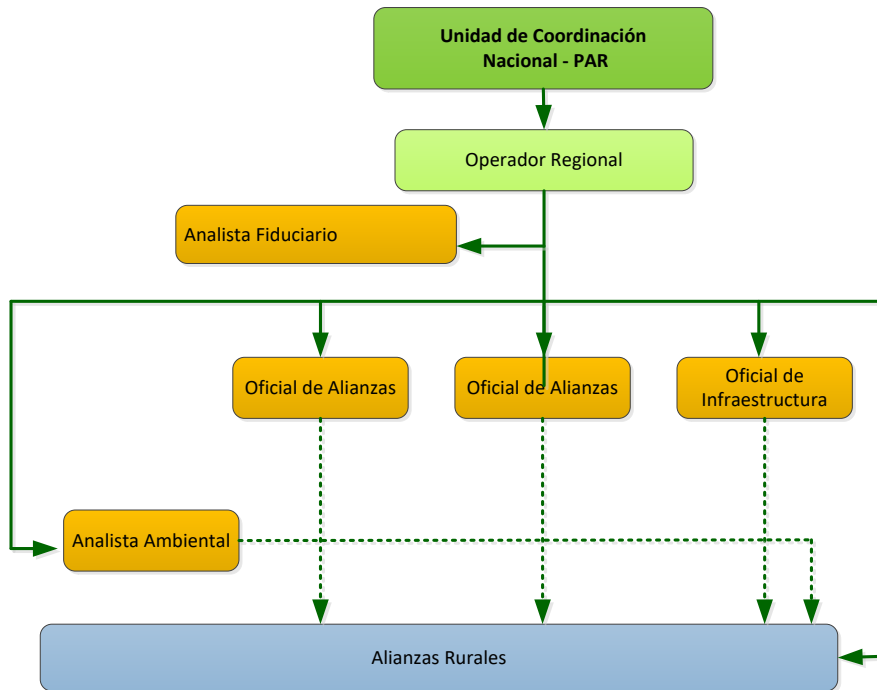 Unidad de Coordinación
Nacional - PAR
Operador Regional
Analista Fiduciario
Oficial de Alianzas
Oficial de Alianzas
Oficial de
Infraestructura
Analista Ambiental
Alianzas Rurales